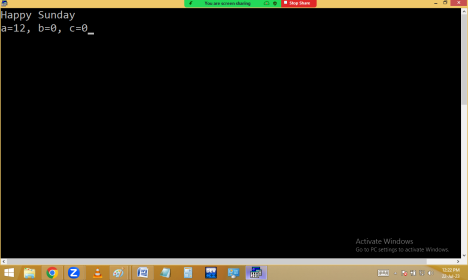 You are screen sharing
Stop Share
Happy Sunday
a=12, b=0, c=0_
Activate Windows
Go to PC settings to activate Windows.